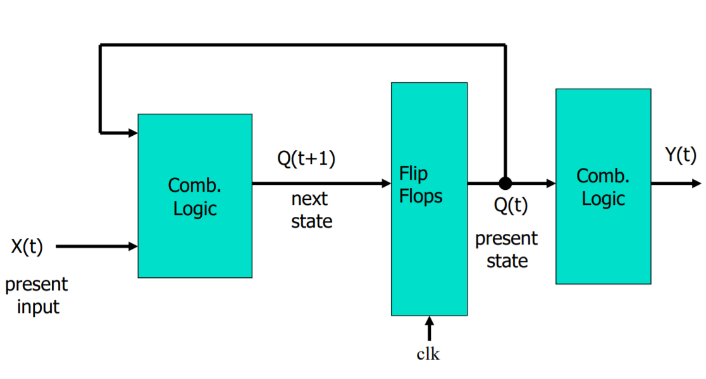 Comb.
Logic
Q(t+1)
next
state
Flip
Flops
Q(t)
present
state
Comb.
Logic
Y(t)
X(t)
present
input
clk